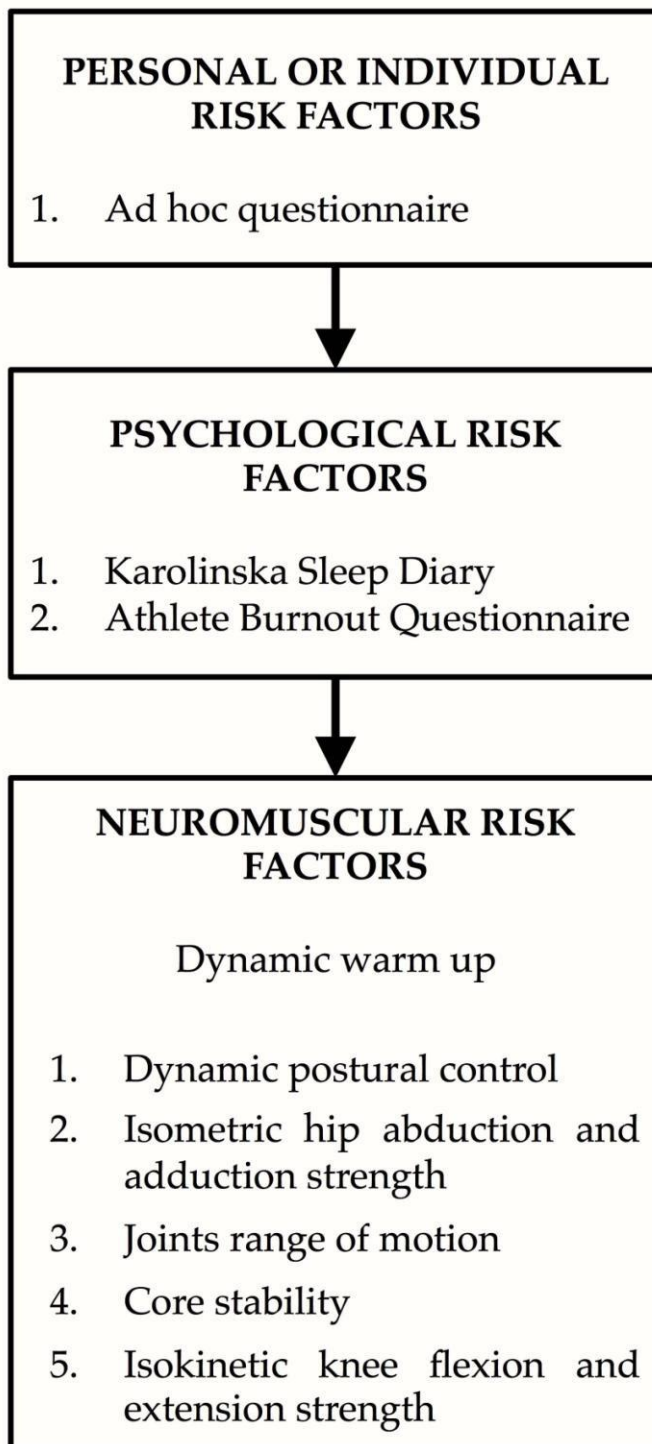 PERSONAL OR INDIVIDUAL
RISK FACTORS
1. Ad hoc questionnaire
PSYCHOLOGICAL RISK
FACTORS
1. Karolinska Sleep Diary
2. Athlete Burnout Questionnaire
NEUROMUSCULAR RISK
FACTORS
Dynamic warm up
1. Dynamic postural control
2. Isometric hip abduction and
adduction strength
3. Joints range of motion
4. Core stability
5. Isokinetic knee flexion and
extension strength